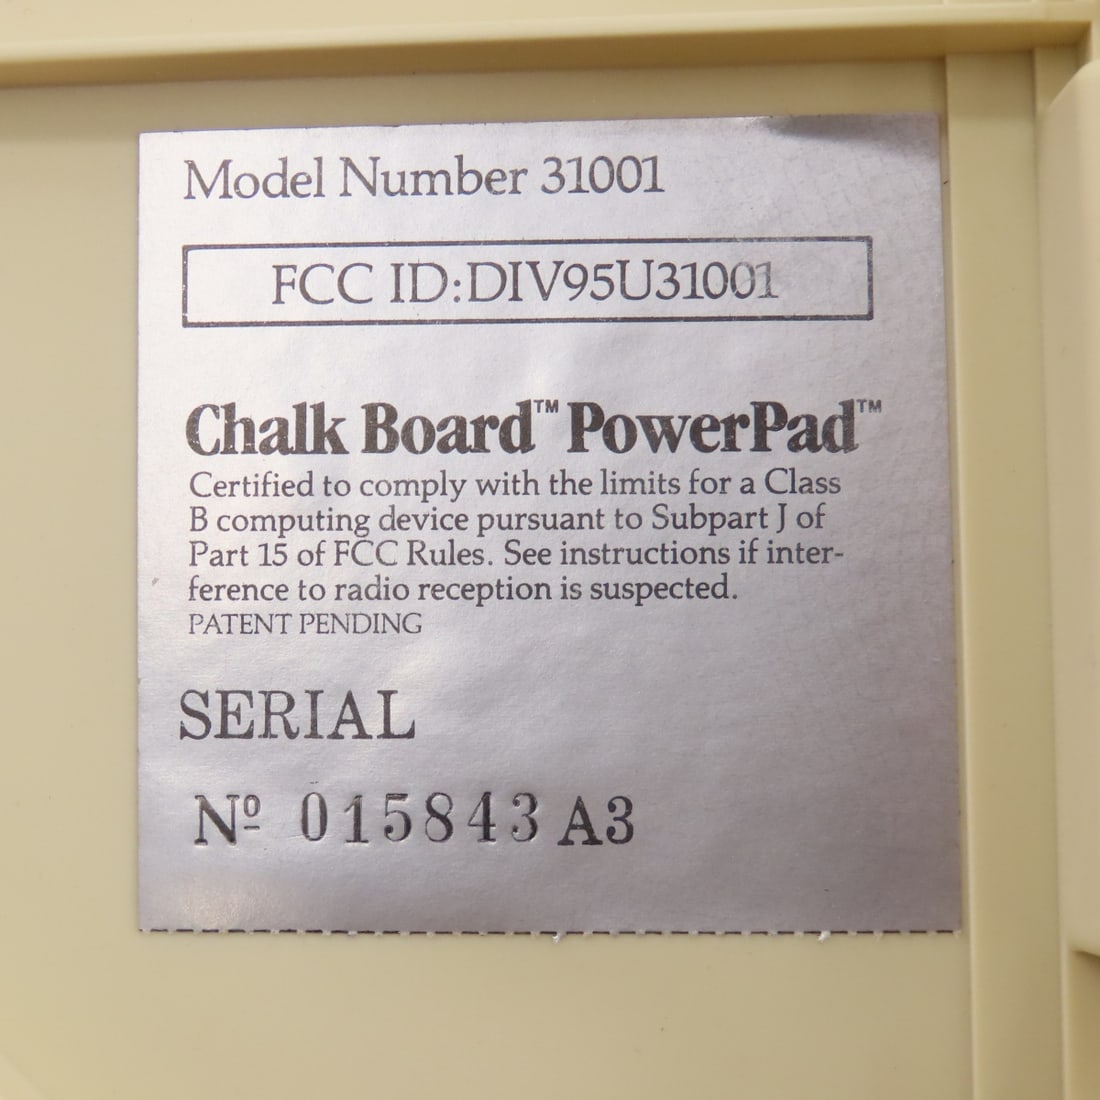 Model Number 31001
FCC ID:DIV95U31001
Chalk Board™ PowerPad™
Certified to comply with the limits for a Class
B computing device pursuant to Subpart J of
Part 15 of FCC Rules. See instructions if inter-
ference to radio reception is suspected.
PATENT PENDING
SERIAL
Nº 015843 A3